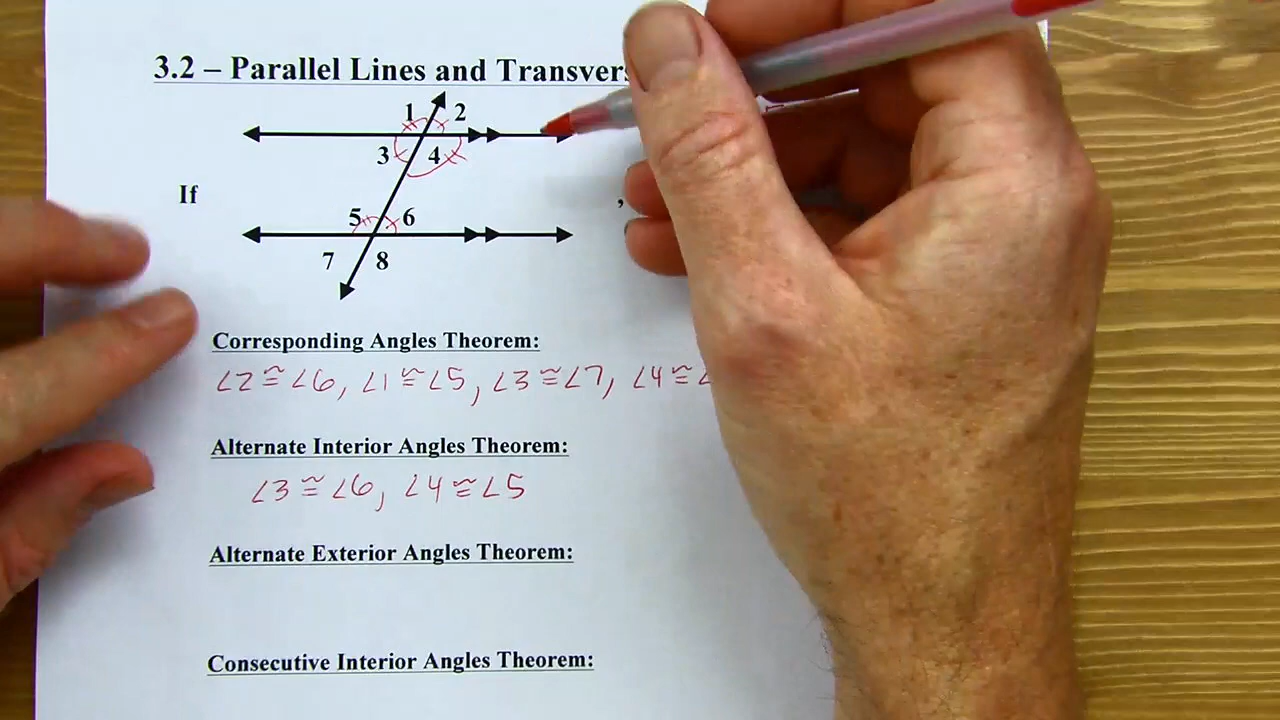 3.2 – Parallel Lines and
1 2
3 4
If
5 6
7 8
Corresponding Angles Theorem:
∠2 ≅ ∠6, ∠1 ≅ ∠5, ∠3 ≅ ∠7, ∠4 ≅ ∠
Alternate Interior Angles Theorem:
∠3 ≅ ∠6, ∠4 ≅ ∠5
Alternate Exterior Angles Theorem:
Consecutive Interior Angles Theorem: